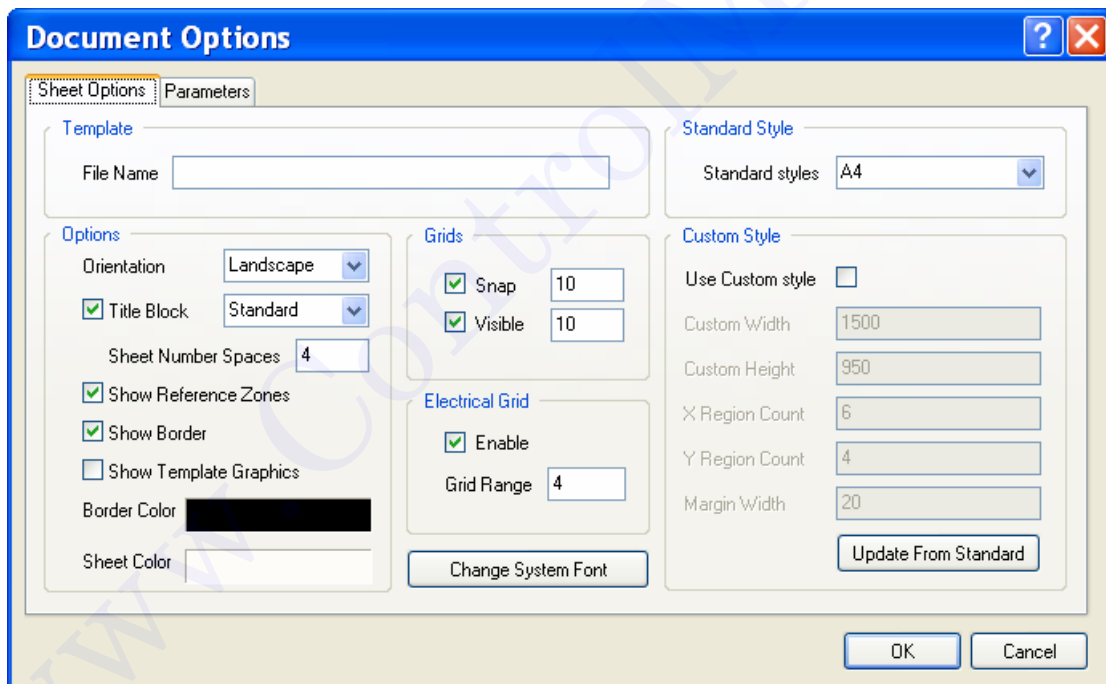 Document Options
?
Sheet Options Parameters
Template
File Name
Standard Style
Standard styles A4
Options
Orientation Landscape
Title Block Standard
Sheet Number Spaces 4
Show Reference Zones
Show Border
Show Template Graphics
Border Color
Sheet Color
Grids
Snap 10
Visible 10
Electrical Grid
Enable
Grid Range 4
Change System Font
Custom Style
Use Custom style
Custom Width 1500
Custom Height 950
X Region Count 6
Y Region Count 4
Margin Width 20
Update From Standard
OK Cancel